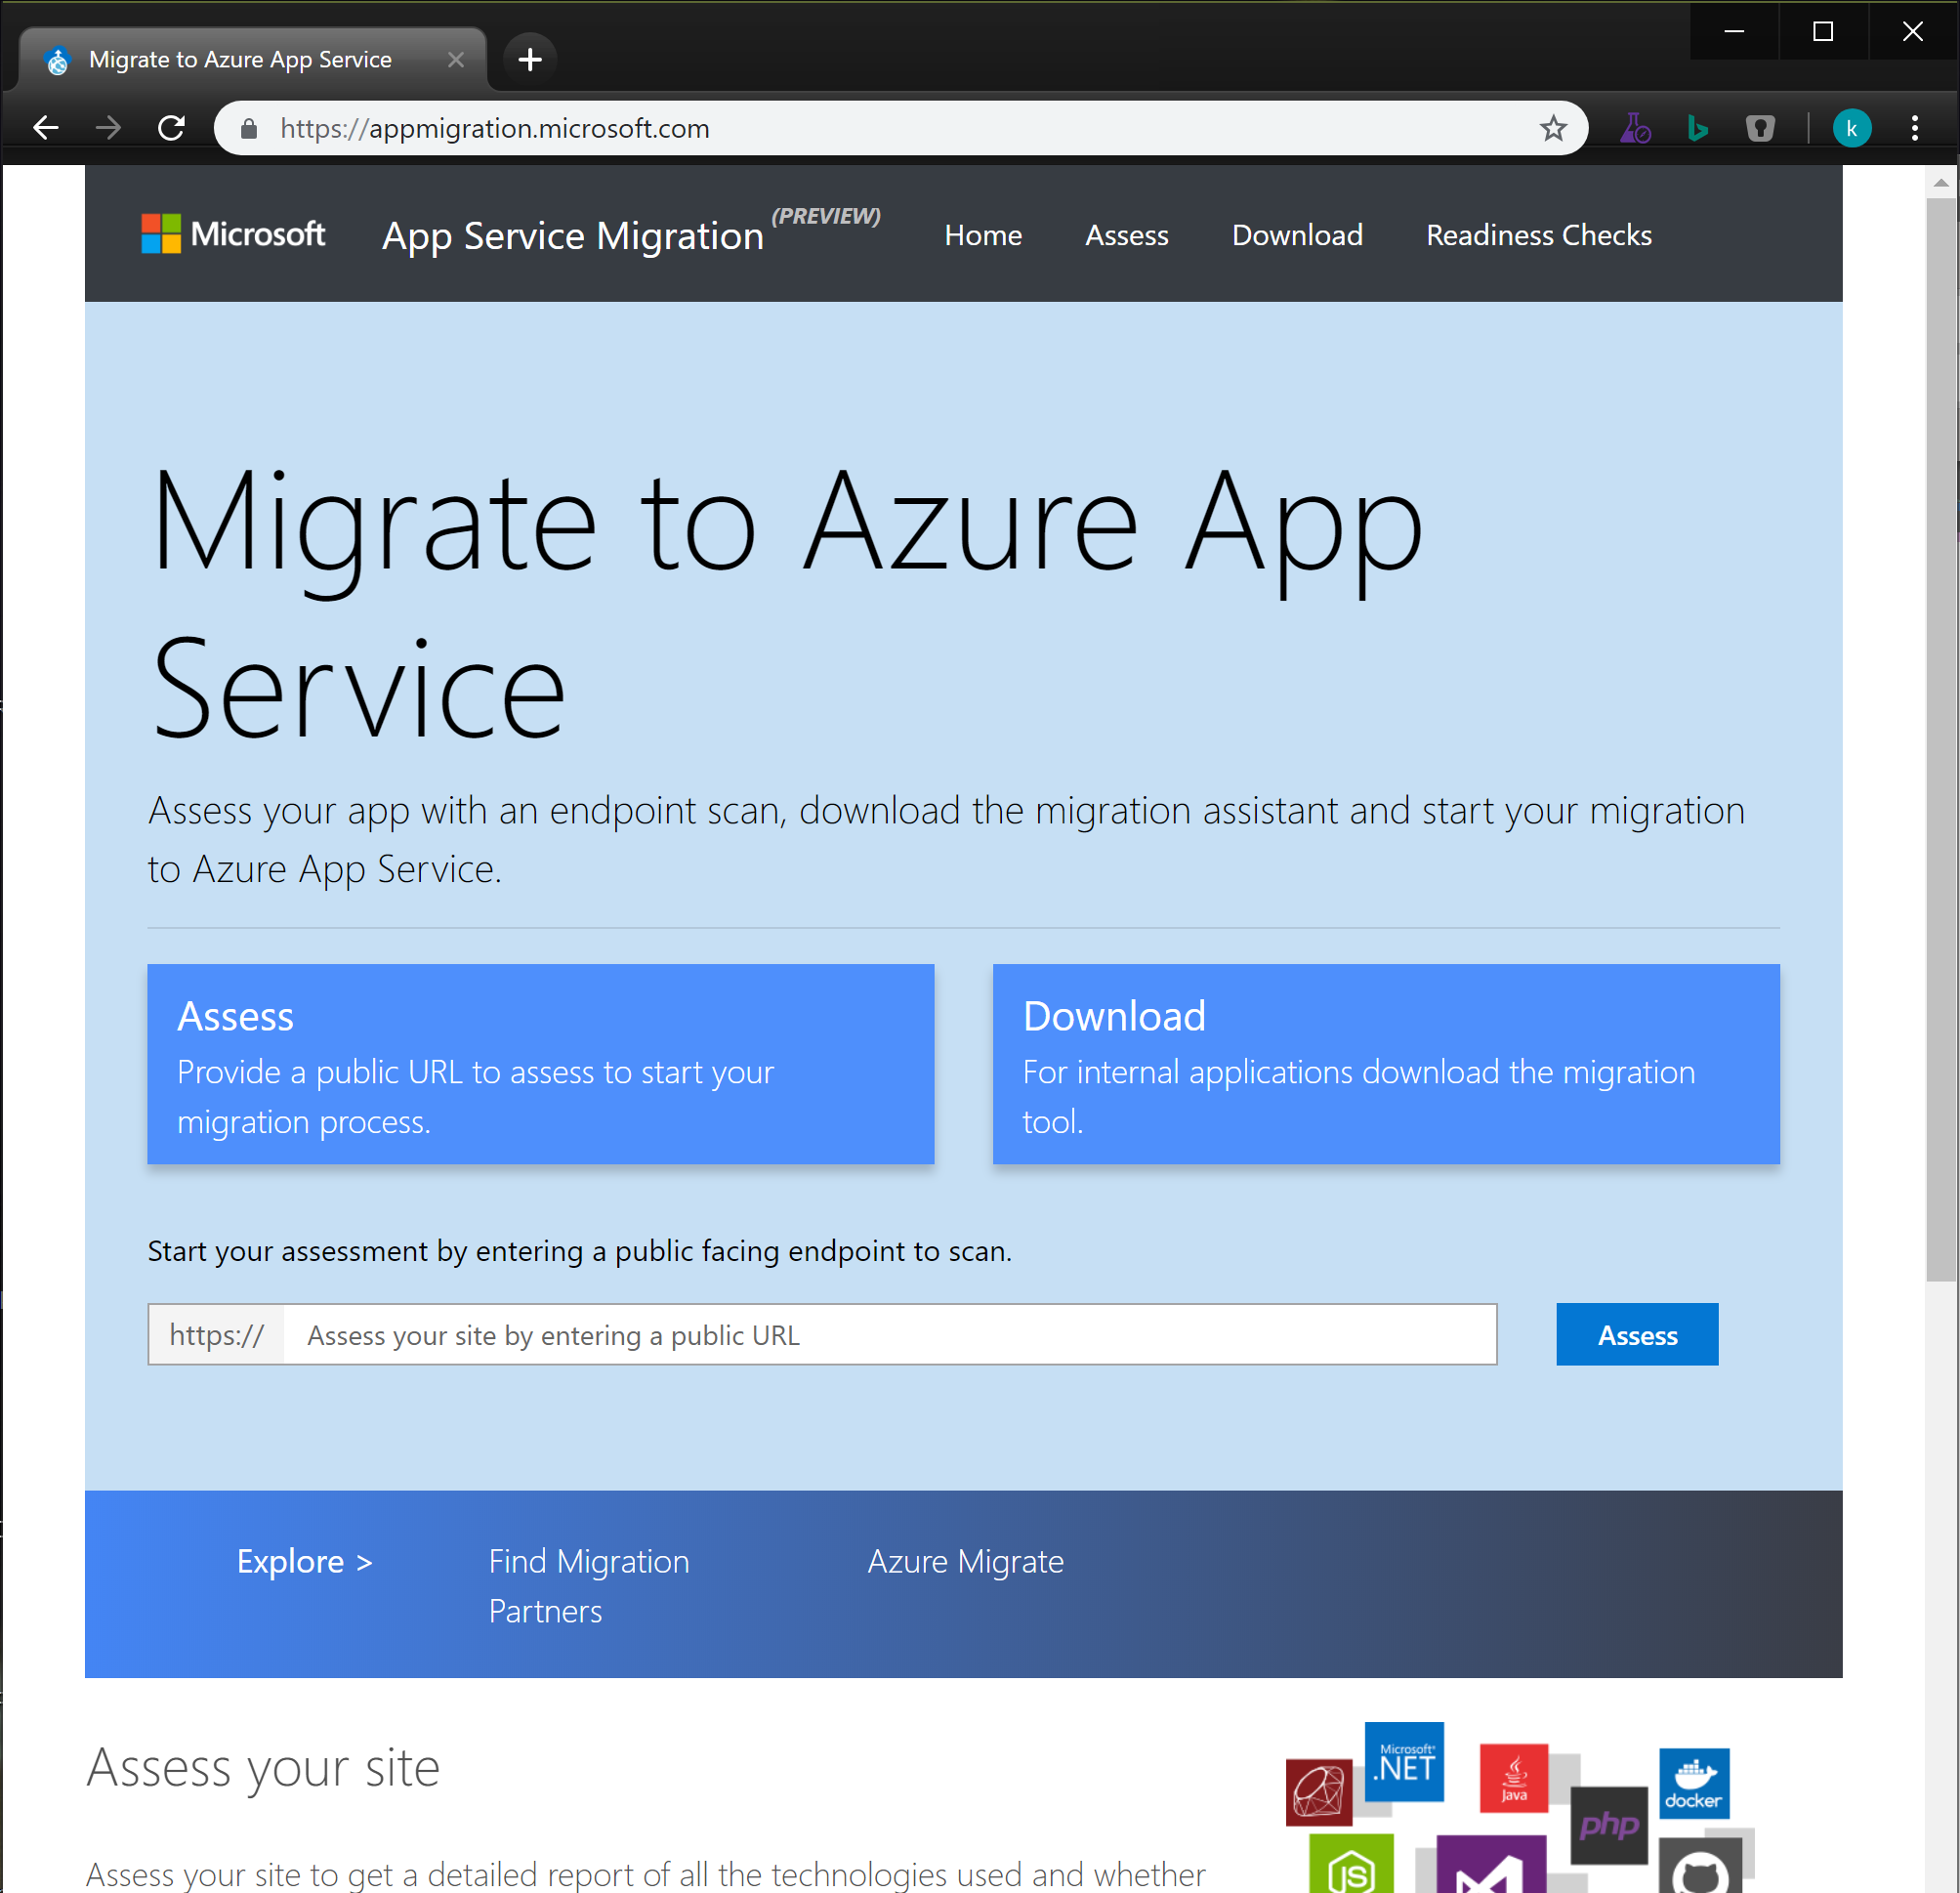 Migrate to Azure App Service
https://appmigration.microsoft.com
k
Microsoft
App Service Migration (PREVIEW)
Home
Assess
Download
Readiness Checks
Migrate to Azure App
Service
Assess your app with an endpoint scan, download the migration assistant and start your migration
to Azure App Service.
Assess
Provide a public URL to assess to start your
migration process.
Download
For internal applications download the migration
tool.
Start your assessment by entering a public facing endpoint to scan.
https://
Assess your site by entering a public URL
Assess
Explore >
Find Migration
Partners
Azure Migrate
Assess your site
Microsoft®
.NET
Java
docker
php
JS
Assess your site to get a detailed report of all the technologies used and whether